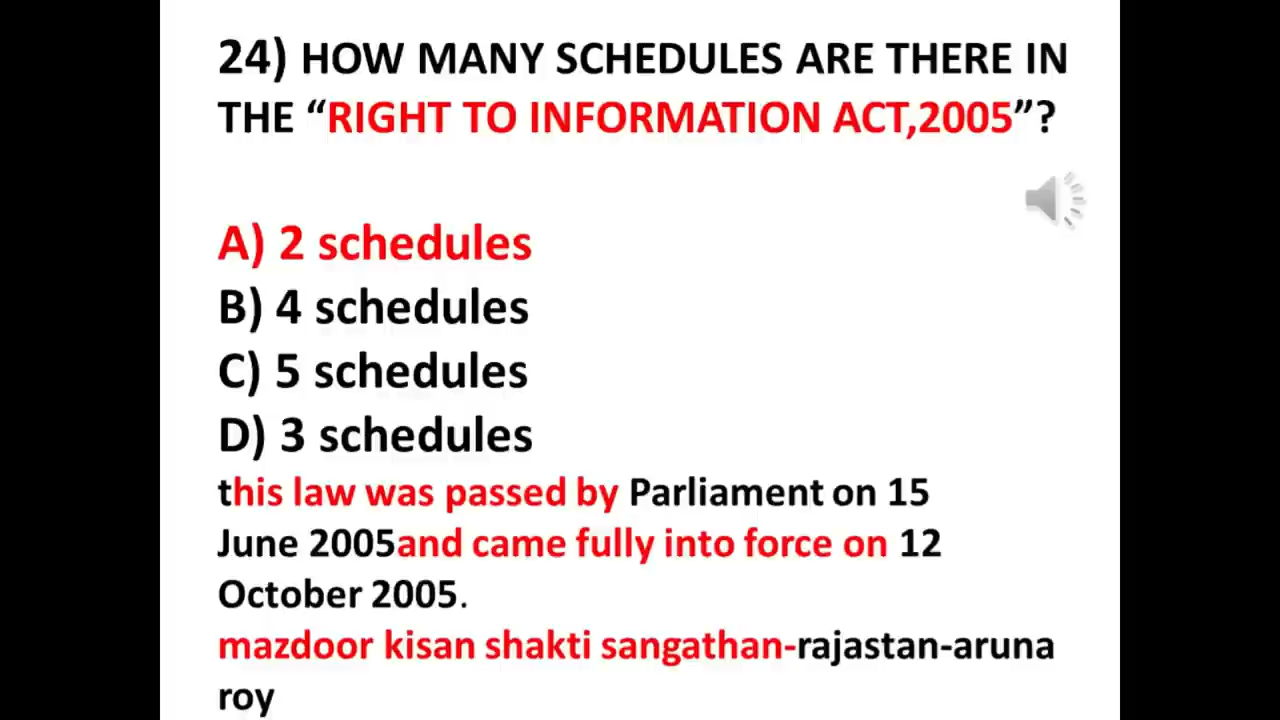 24) HOW MANY SCHEDULES ARE THERE IN
THE “RIGHT TO INFORMATION ACT,2005”?
A) 2 schedules
B) 4 schedules
C) 5 schedules
D) 3 schedules
this law was passed by Parliament on 15
June 2005and came fully into force on 12
October 2005.
mazdoor kisan shakti sangathan-rajastan-aruna
roy